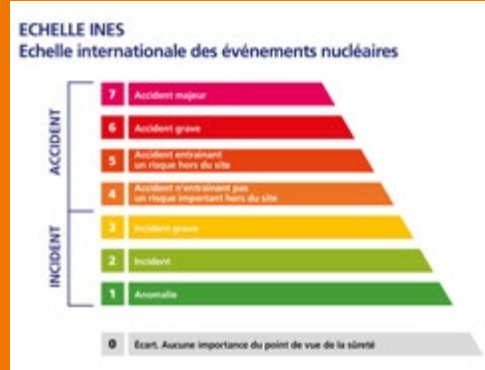 ECHELLE INES
Echelle internationale des événements nucléaires
ACCIDENT
7 Accident majeur
6 Accident grave
5 Accident entraînant
un risque hors du site
4 Accident n'entraînant pas
un risque important hors du site
INCIDENT
3 Incident grave
2 Incident
1 Anomalie
0 Écart. Aucune importance du point de vue de la sûreté